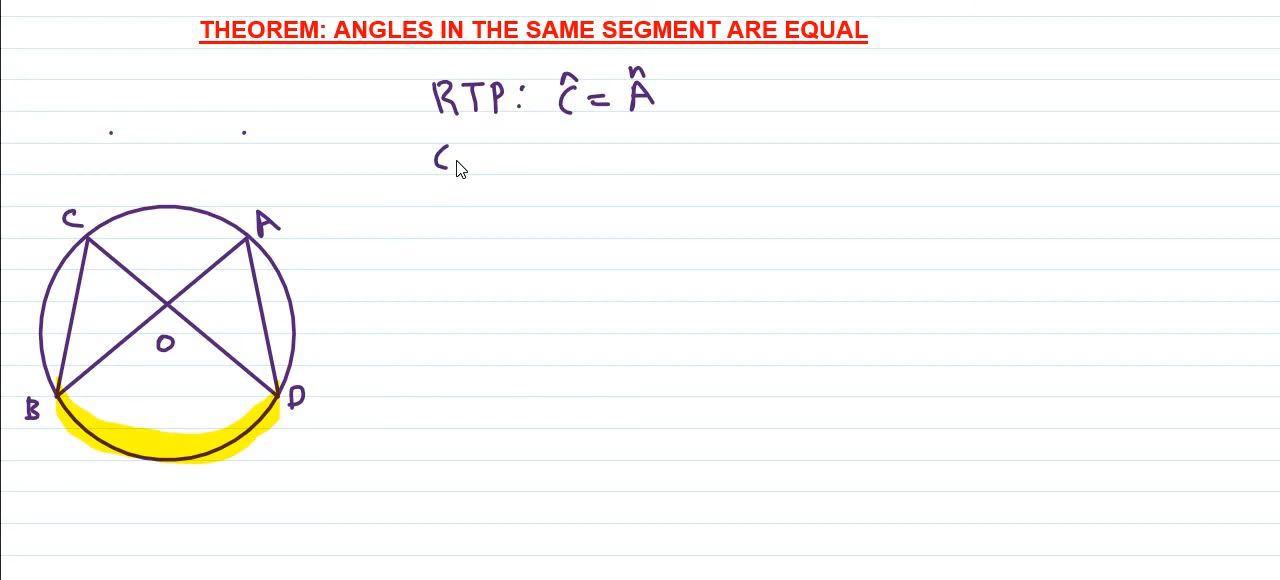 THEOREM: ANGLES IN THE SAME SEGMENT ARE EQUAL
RTP: Ĉ = Â
C
C A
O
B D